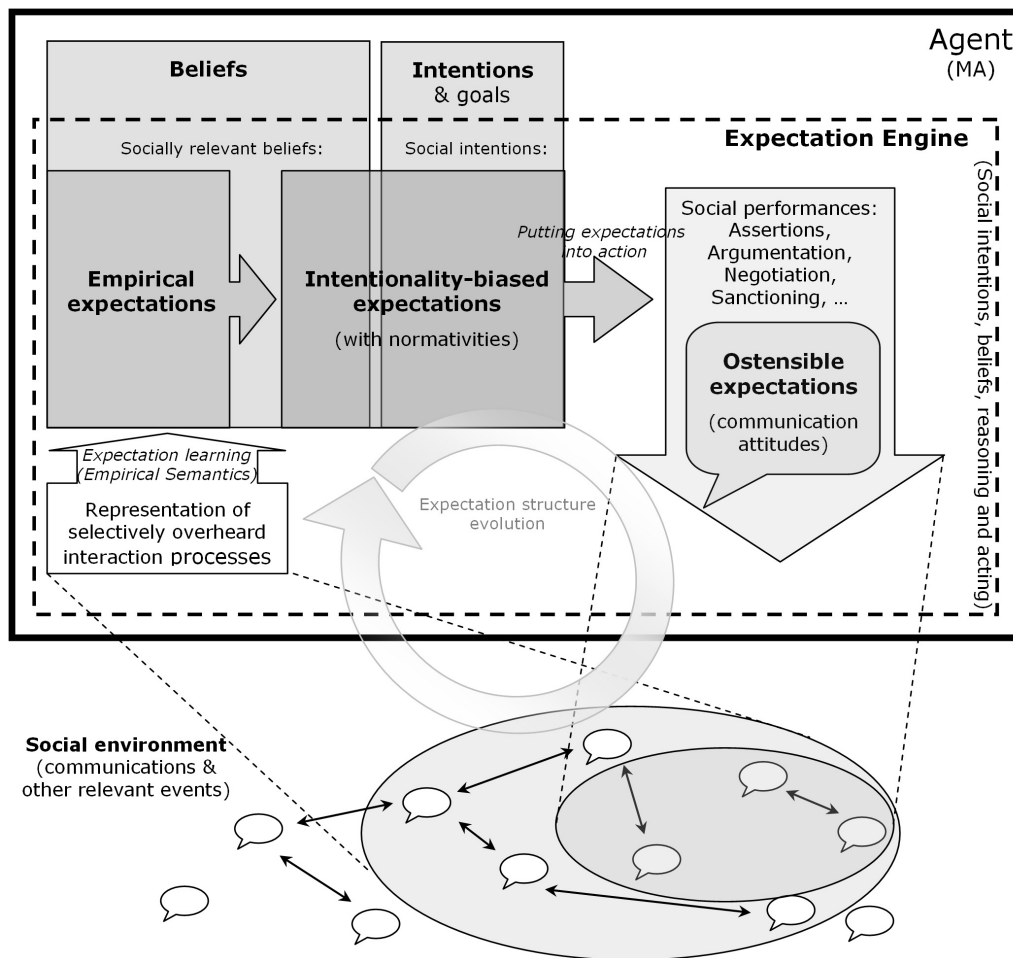 Agent
(MA)
Beliefs
Intentions
& goals
Expectation Engine
(Social intentions, beliefs, reasoning and acting)
Socially relevant beliefs:
Social intentions:
Empirical
expectations
Intentionality-biased
expectations
(with normativities)
Putting expectations
into action
Social performances:
Assertions,
Argumentation,
Negotiation,
Sanctioning, ...
Ostensible
expectations
(communication
attitudes)
Expectation learning
(Empirical Semantics)
Representation of
selectively overheard
interaction processes
Expectation structure
evolution
Social environment
(communications &
other relevant events)